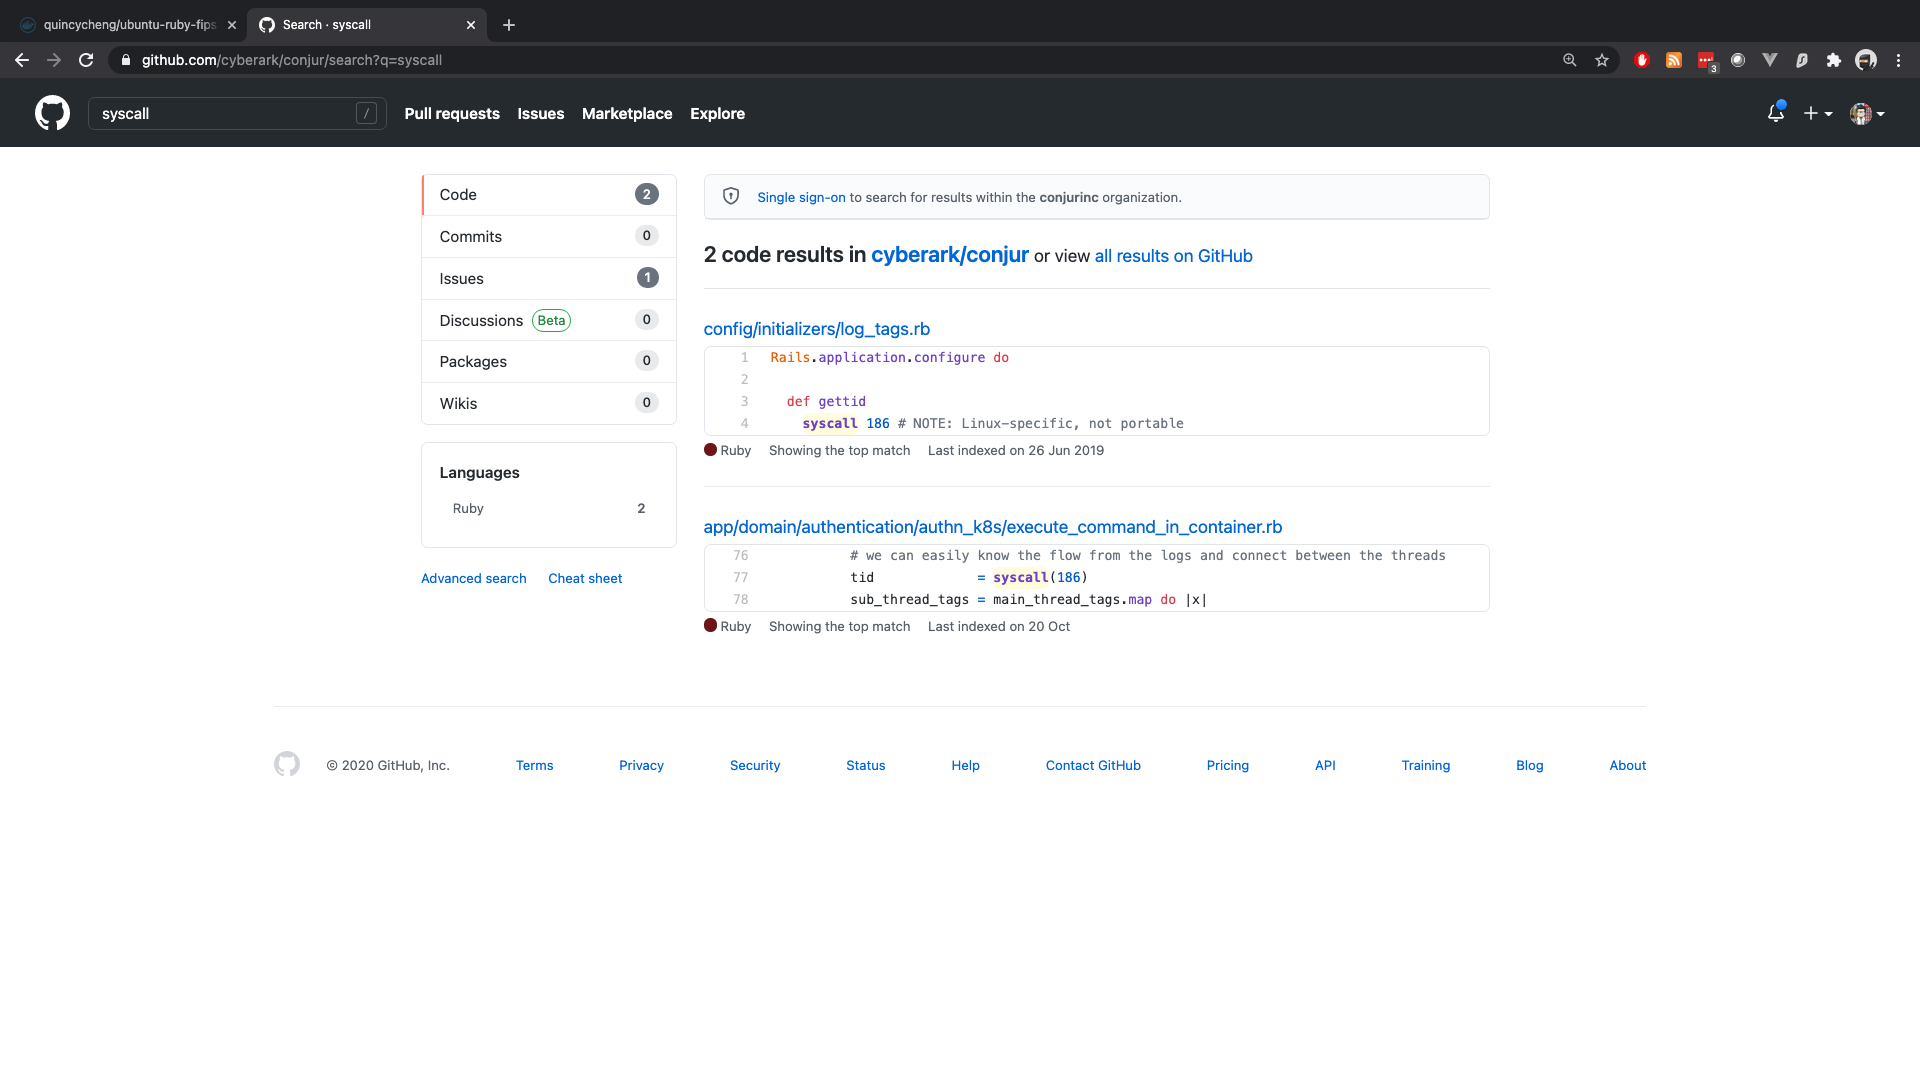 quincycheng/ubuntu-ruby-fips
Search · syscall
github.com/cyberark/conjur/search?q=syscall
3
syscall
/
Pull requests
Issues
Marketplace
Explore
Code 2
Commits 0
Issues 1
Discussions Beta 0
Packages 0
Wikis 0
Languages
Ruby 2
Advanced search
Cheat sheet
Single sign-on to search for results within the conjurinc organization.
2 code results in cyberark/conjur or view all results on GitHub
config/initializers/log_tags.rb
1 Rails.application.configure do
2
3 def gettid
4 syscall 186 # NOTE: Linux-specific, not portable
Ruby Showing the top match Last indexed on 26 Jun 2019
app/domain/authentication/authn_k8s/execute_command_in_container.rb
76 # we can easily know the flow from the logs and connect between the threads
77 tid = syscall(186)
78 sub_thread_tags = main_thread_tags.map do |x|
Ruby Showing the top match Last indexed on 20 Oct
© 2020 GitHub, Inc.
Terms
Privacy
Security
Status
Help
Contact GitHub
Pricing
API
Training
Blog
About